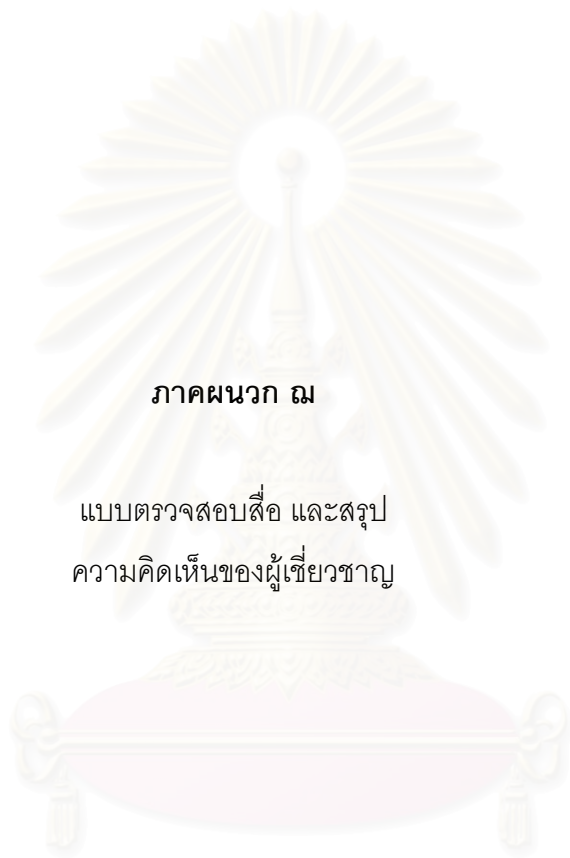 ภาคผนวก ฌ
แบบตรวจสอบสื่อ และสรุป
ความคิดเห็นของผู้เชี่ยวชาญ